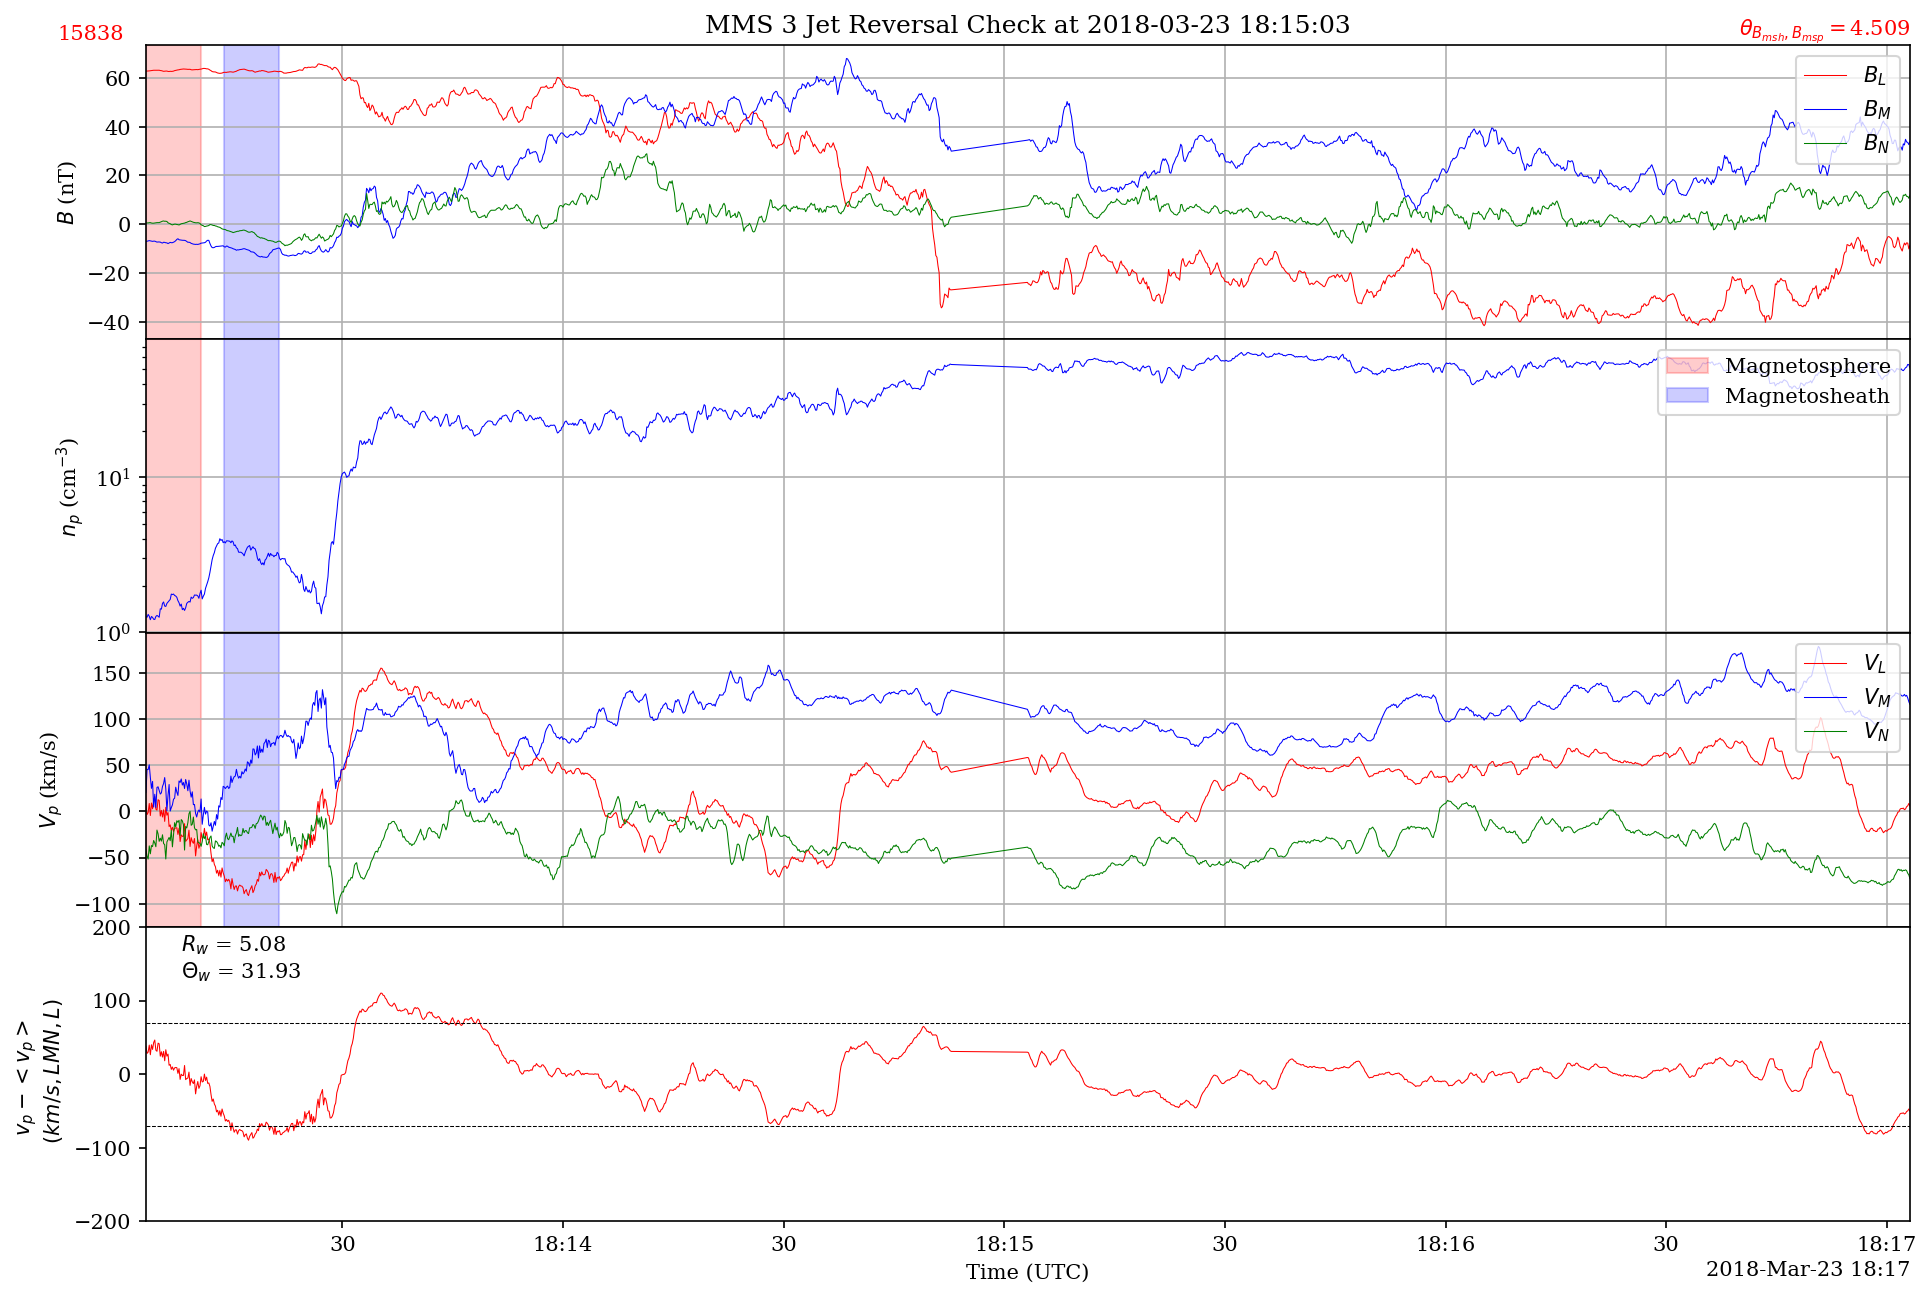 15838
MMS 3 Jet Reversal Check at 2018-03-23 18:15:03
θ_{B_{msh}, B_{msp}} = 4.509
B (nT)
60
40
20
0
−20
−40
B_L
B_M
B_N
n_p (cm^{−3})
10^1
10^0
Magnetosphere
Magnetosheath
V_p (km/s)
150
100
50
0
−50
−100
V_L
V_M
V_N
v_p − < v_p >
(km/s, LMN, L)
200
100
0
−100
−200
R_w = 5.08
Θ_w = 31.93
30
18:14
30
18:15
30
18:16
30
18:17
Time (UTC)
2018-Mar-23 18:17